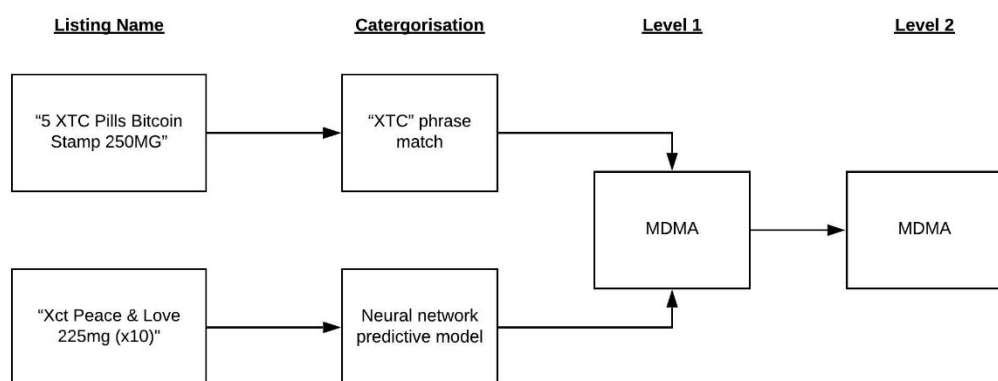 Listing Name
Catergorisation
Level 1
Level 2
“5 XTC Pills Bitcoin
Stamp 250MG”
“XTC” phrase
match
MDMA
MDMA
“Xct Peace & Love
225mg (x10)"
Neural network
predictive model